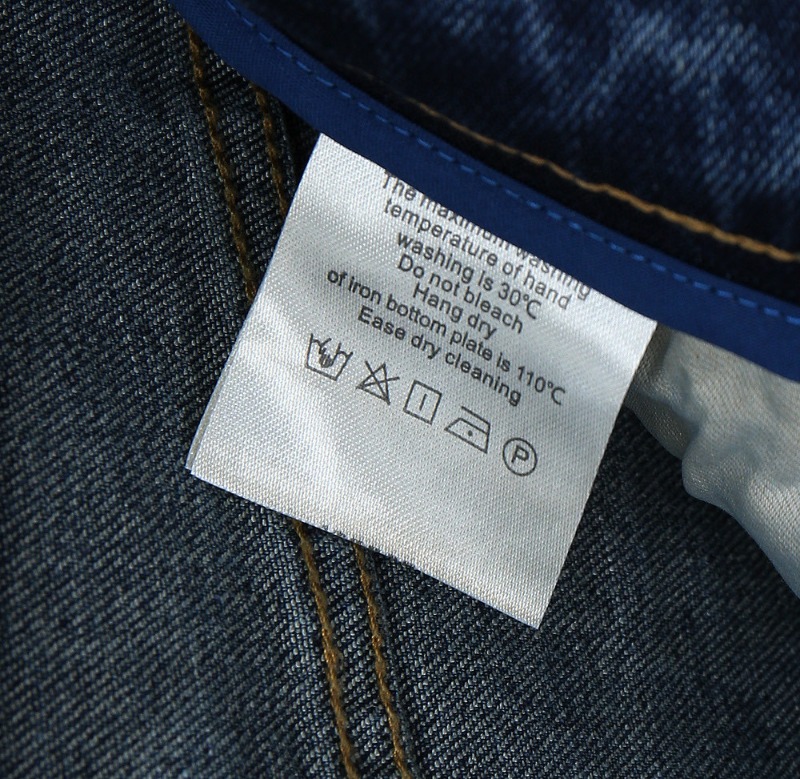 The maximum washing
temperature of hand
washing is 30℃
Do not bleach
Hang dry
of iron bottom plate is 110℃
Ease dry cleaning
P